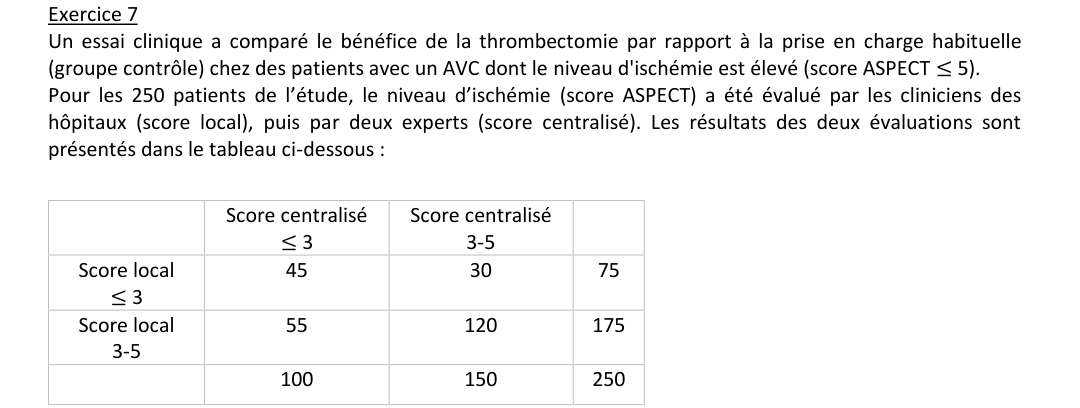 Exercice 7
Un essai clinique a comparé le bénéfice de la thrombectomie par rapport à la prise en charge habituelle
(groupe contrôle) chez des patients avec un AVC dont le niveau d'ischémie est élevé (score ASPECT ≤ 5).
Pour les 250 patients de l’étude, le niveau d’ischémie (score ASPECT) a été évalué par les cliniciens des
hôpitaux (score local), puis par deux experts (score centralisé). Les résultats des deux évaluations sont
présentés dans le tableau ci-dessous :
Score centralisé Score centralisé
≤ 3 3-5
Score local 45 30 75
≤ 3
Score local 55 120 175
3-5
100 150 250